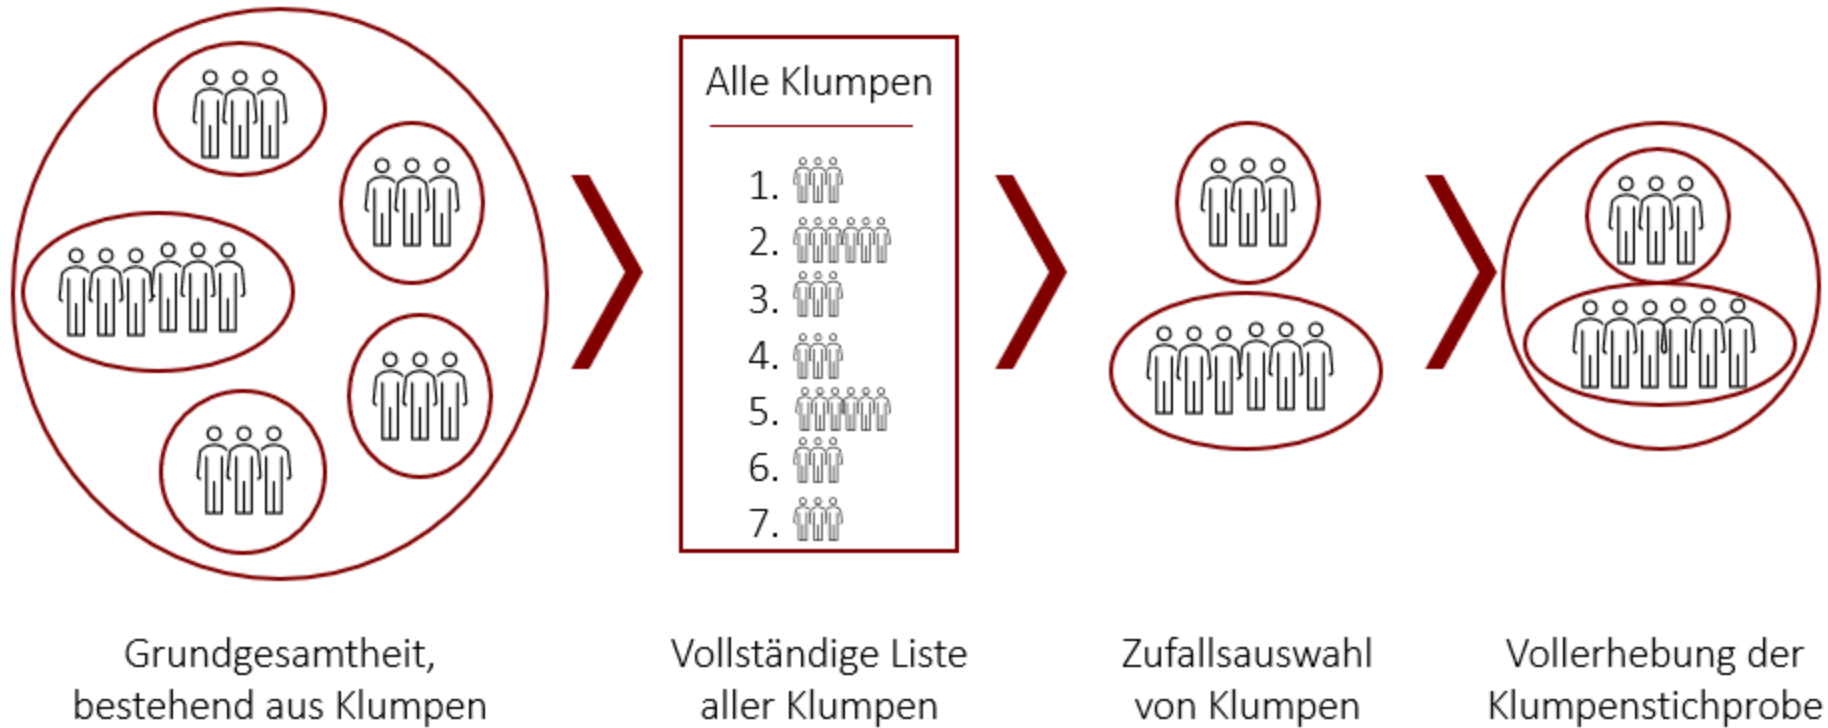 Alle Klumpen
1.
2.
3.
4.
5.
6.
7.
Grundgesamtheit,
bestehend aus Klumpen
Vollständige Liste
aller Klumpen
Zufallsauswahl
von Klumpen
Vollerhebung der
Klumpenstichprobe